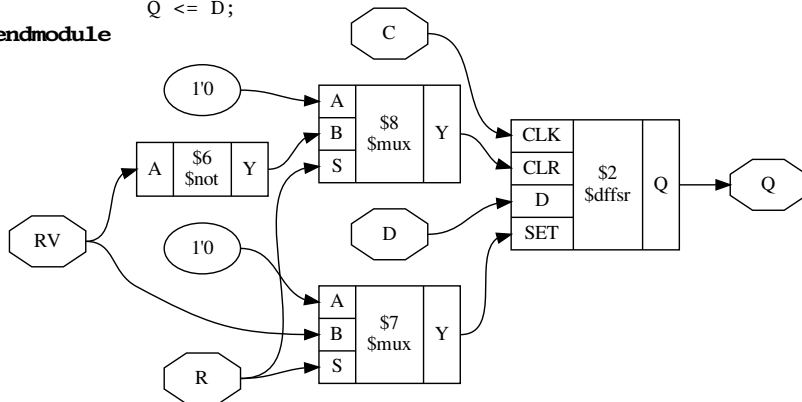 Q <= D;
endmodule
C
1'0
A
B
S
$8
$mux
Y
CLK
CLR
D
SET
$2
$dffsr
Q
Q
A
$6
$not
Y
RV
D
1'0
A
B
S
$7
$mux
Y
R